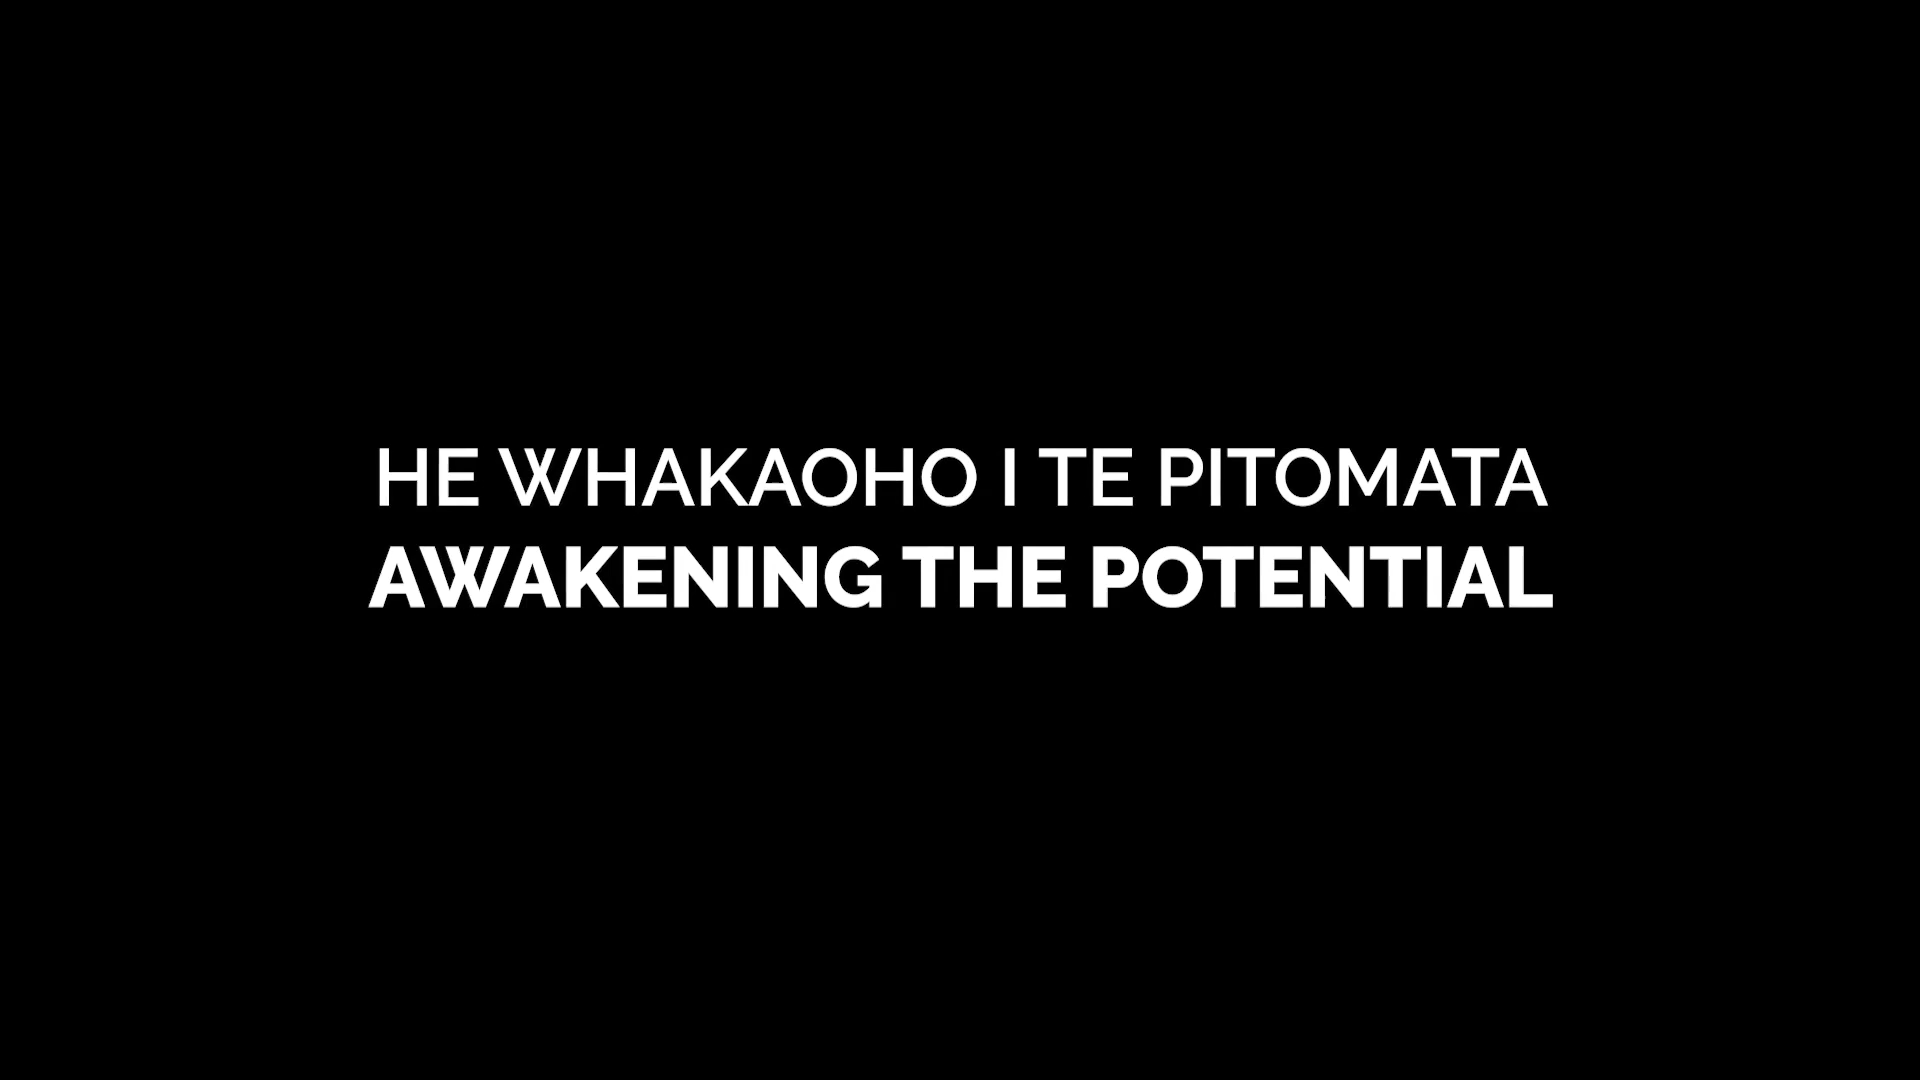 HE WHAKAOHO I TE PITOMATA
AWAKENING THE POTENTIAL